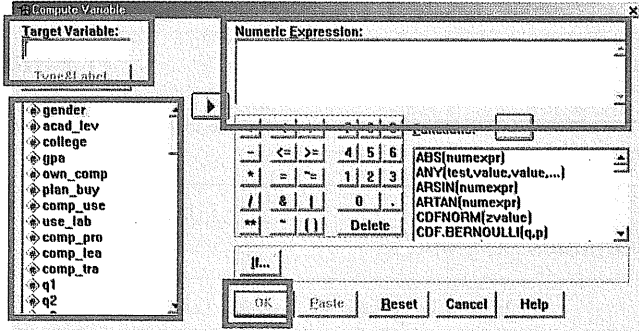 Compute Variable
Target Variable:
Numeric Expression:
Type&Label
gender
acad_lev
college
gpa
own_comp
plan_buy
comp_use
use_lab
comp_pro
comp_lea
comp_tra
q1
q2
- <= >= 4 5 6
* = ~= 1 2 3
/ & | 0 .
** ~ () Delete
ABS(numexpr)
ANY(test,value,value,...)
ARSIN(numexpr)
ARTAN(numexpr)
CDFNORM(zvalue)
CDF.BERNOULLI(q,p)
If...
OK Paste Reset Cancel Help